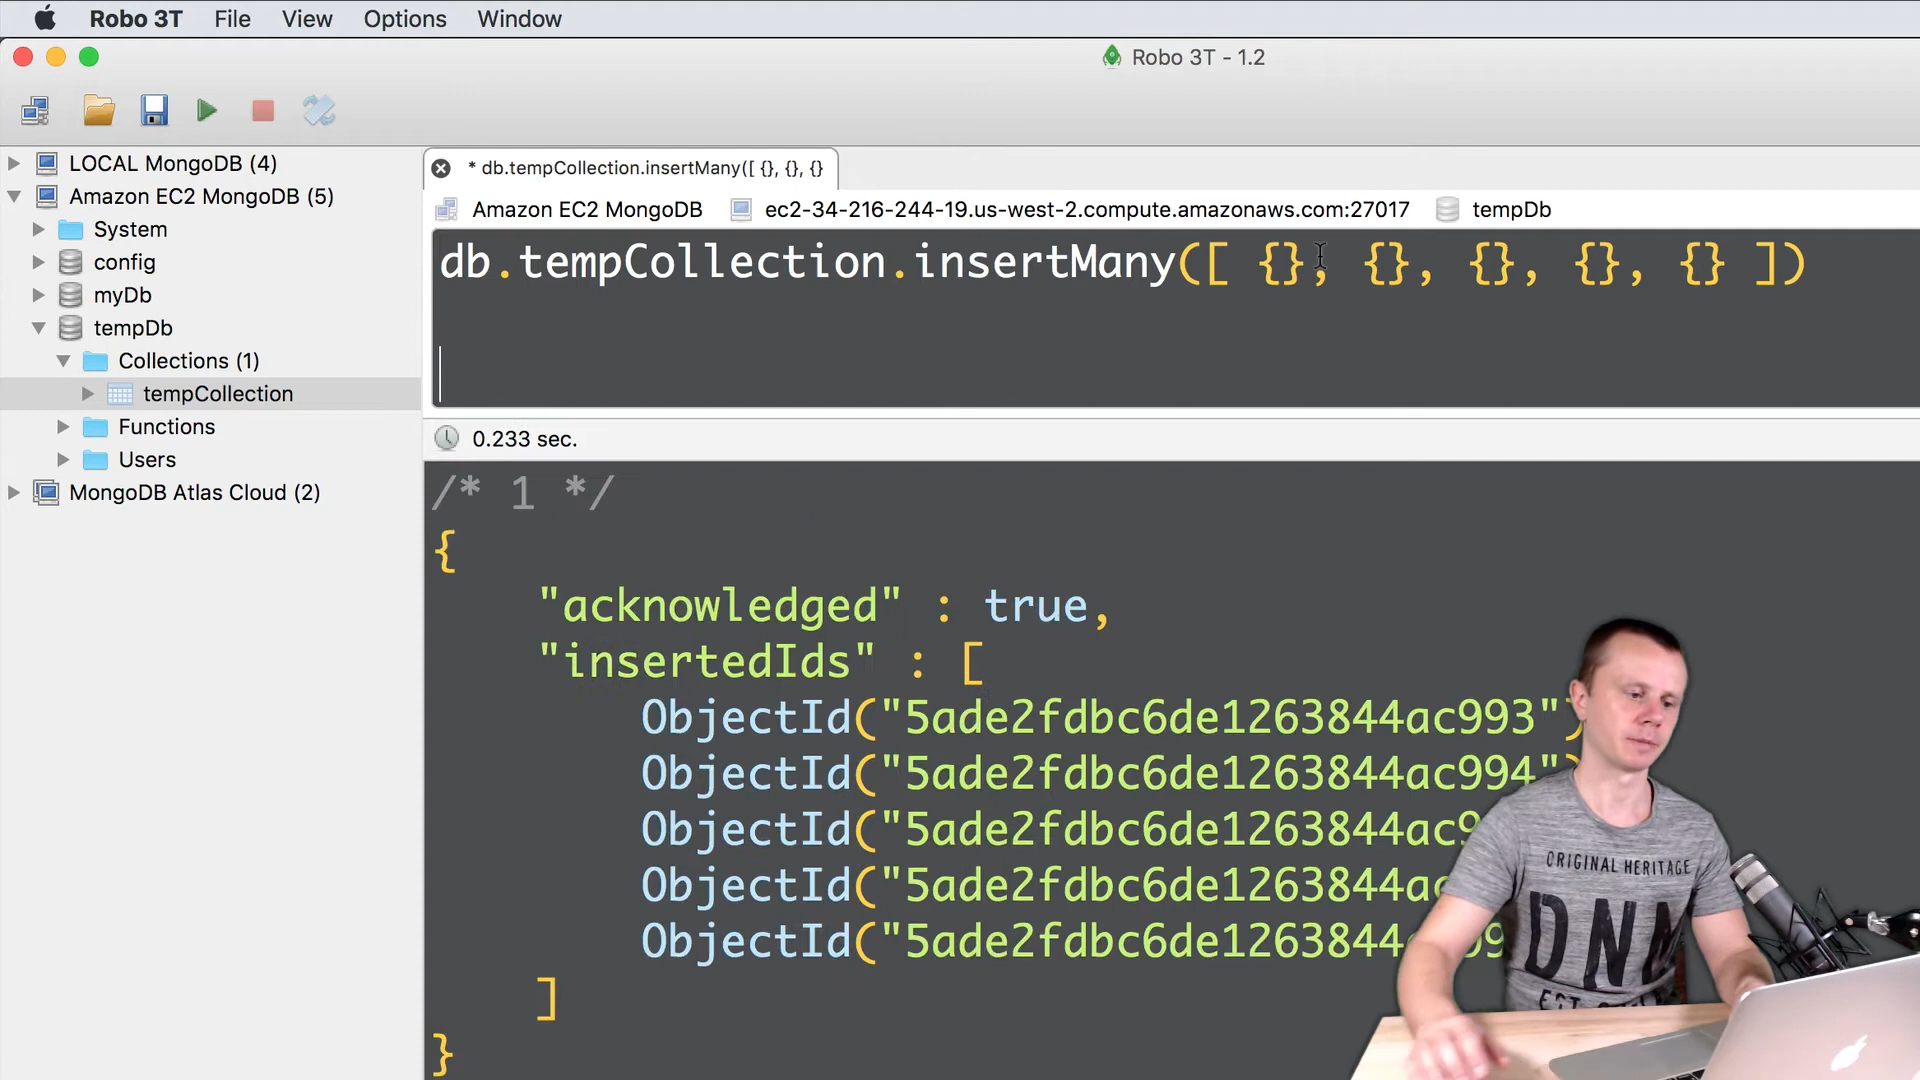 Robo 3T File View Options Window
Robo 3T - 1.2
LOCAL MongoDB (4)
Amazon EC2 MongoDB (5)
System
config
myDb
tempDb
Collections (1)
tempCollection
Functions
Users
MongoDB Atlas Cloud (2)
* db.tempCollection.insertMany([ {}, {}, {}
Amazon EC2 MongoDB ec2-34-216-244-19.us-west-2.compute.amazonaws.com:27017 tempDb
db.tempCollection.insertMany([ {}, {}, {}, {}, {} ])
0.233 sec.
/* 1 */
{
"acknowledged" : true,
"insertedIds" : [
ObjectId("5ade2fdbc6de1263844ac993")
ObjectId("5ade2fdbc6de1263844ac994")
ObjectId("5ade2fdbc6de1263844ac9
ObjectId("5ade2fdbc6de1263844ac
ObjectId("5ade2fdbc6de1263844
]
}
ORIGINAL HERITAGE
DNM